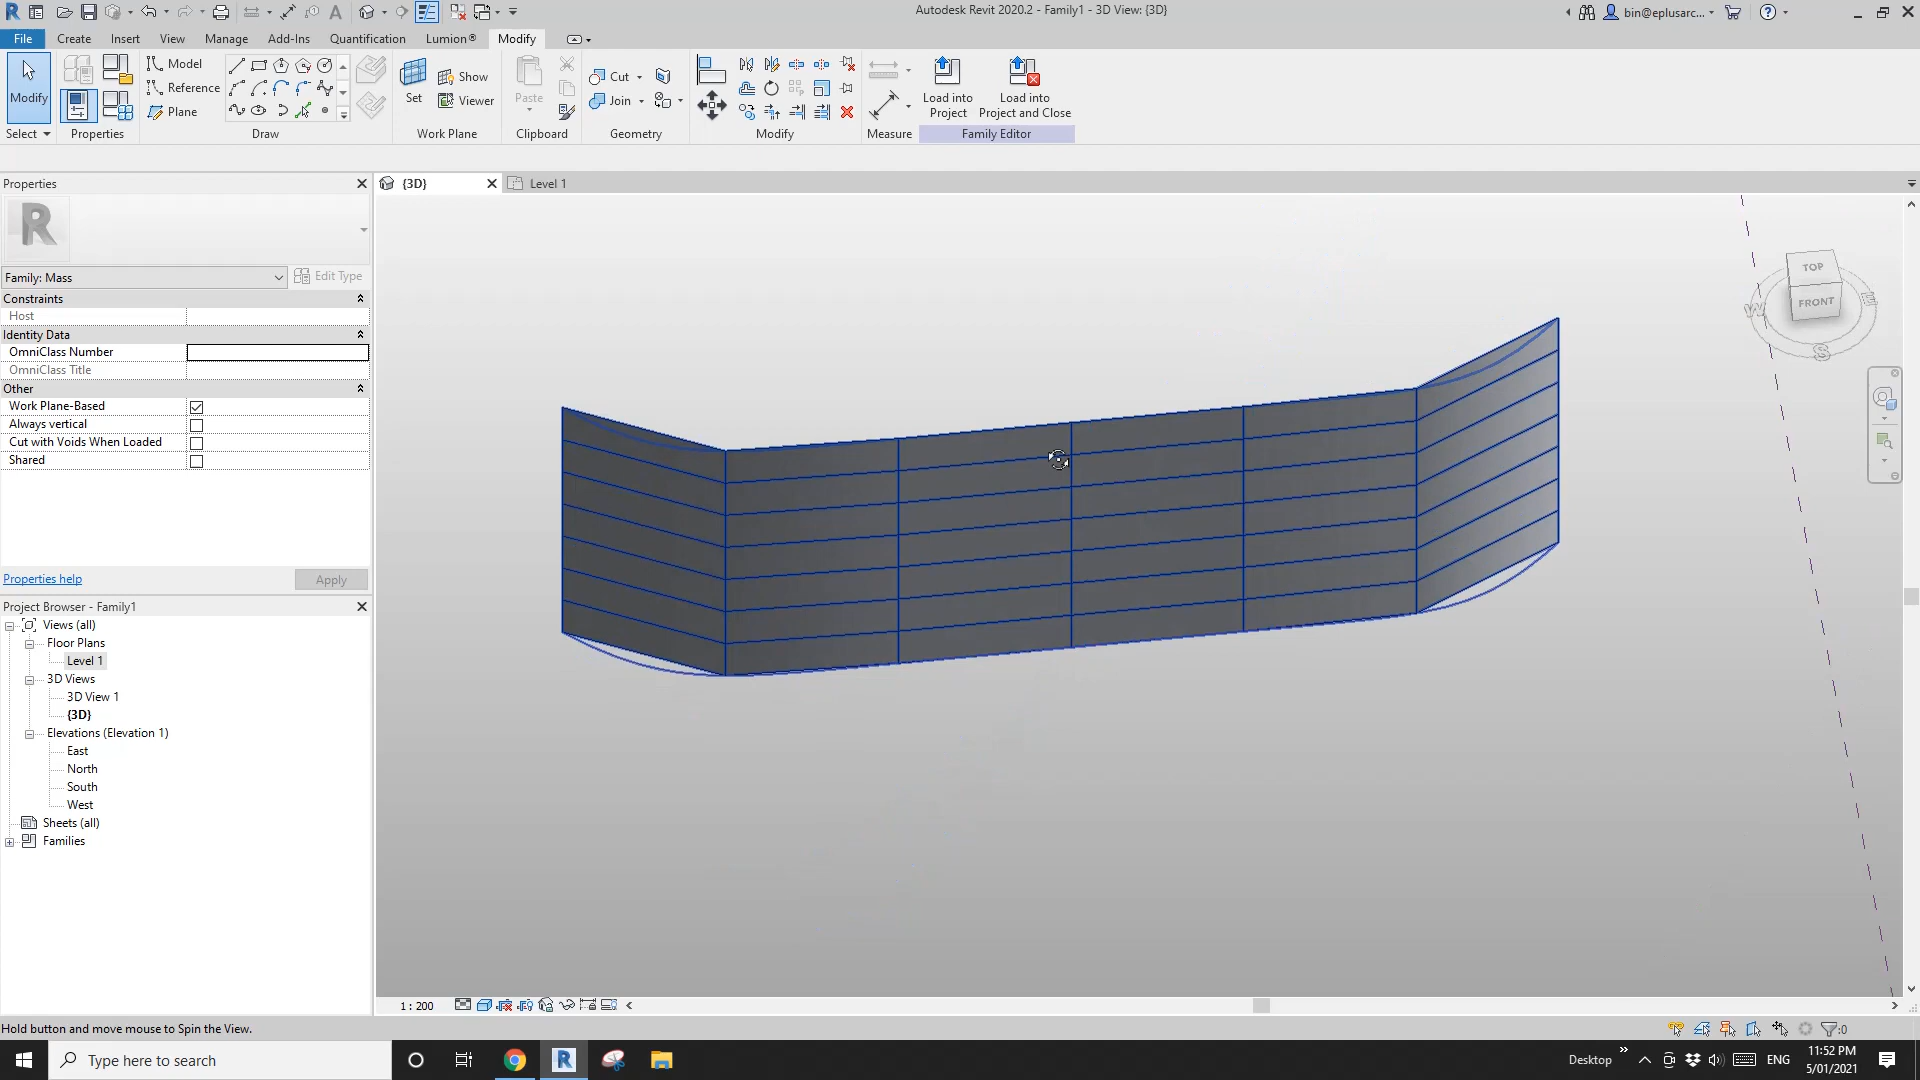 Autodesk Revit 2020.2 - Family1 - 3D View: {3D}
bin@eplusarc...
File Create Insert View Manage Add-Ins Quantification Lumion® Modify
Modify
Select
Properties
Model
Reference
Plane
Draw
Set
Show
Viewer
Work Plane
Paste
Clipboard
Cut
Join
Geometry
Modify
Measure
Load into
Project
Load into
Project and Close
Family Editor
Properties
{3D}
Level 1
Family: Mass
Edit Type
Constraints
Host
Identity Data
OmniClass Number
OmniClass Title
Other
Work Plane-Based
Always vertical
Cut with Voids When Loaded
Shared
Properties help
Apply
TOP
FRONT
W
E
S
Project Browser - Family1
Views (all)
Floor Plans
Level 1
3D Views
3D View 1
{3D}
Elevations (Elevation 1)
East
North
South
West
Sheets (all)
Families
1 : 200
Hold button and move mouse to Spin the View.
:0
Type here to search
Desktop
ENG
11:52 PM
5/01/2021